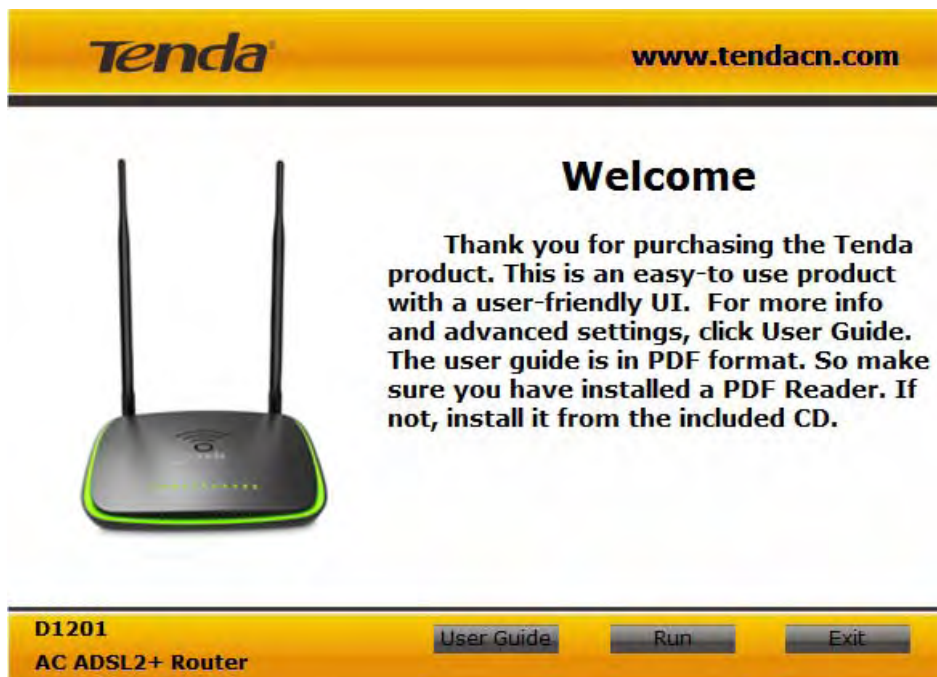 Tenda
www.tendacn.com
Welcome
Thank you for purchasing the Tenda
product. This is an easy-to use product
with a user-friendly UI. For more info
and advanced settings, click User Guide.
The user guide is in PDF format. So make
sure you have installed a PDF Reader. If
not, install it from the included CD.
D1201
AC ADSL2+ Router
User Guide
Run
Exit